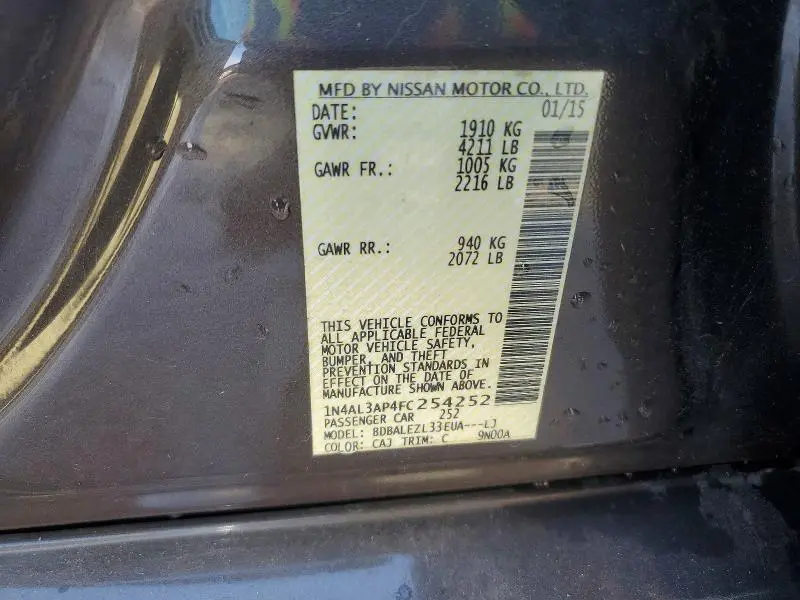 MFD BY NISSAN MOTOR CO., LTD.
DATE: 01/15
GVWR: 1910 KG
4211 LB
GAWR FR.: 1005 KG
2216 LB
GAWR RR.: 940 KG
2072 LB
THIS VEHICLE CONFORMS TO
ALL APPLICABLE FEDERAL
MOTOR VEHICLE SAFETY,
BUMPER, AND THEFT
PREVENTION STANDARDS IN
EFFECT ON THE DATE OF
MANUFACTURE SHOWN ABOVE.
1N4AL3AP4FC254252
PASSENGER CAR 252
MODEL: BDBALEZL33EUA---LJ
COLOR: CAJ TRIM: C 9N00A